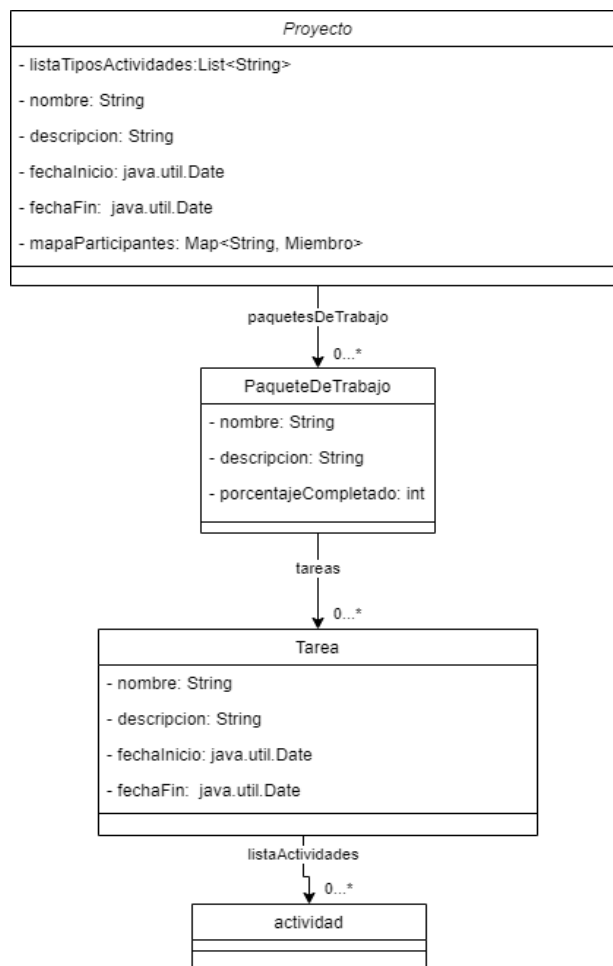 Proyecto
- listaTiposActividades:List<String>
- nombre: String
- descripcion: String
- fechaInicio: java.util.Date
- fechaFin:  java.util.Date
- mapaParticipantes: Map<String, Miembro>
paquetesDeTrabajo
0...*
PaqueteDeTrabajo
- nombre: String
- descripcion: String
- porcentajeCompletado: int
tareas
0...*
Tarea
- nombre: String
- descripcion: String
- fechaInicio: java.util.Date
- fechaFin:  java.util.Date
listaActividades
0...*
actividad